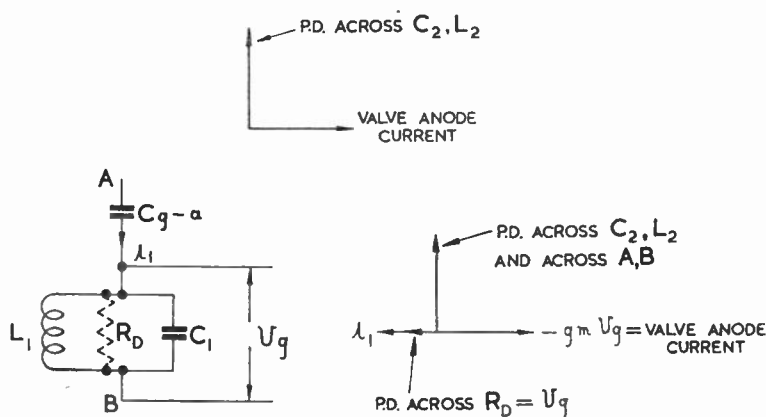 P.D. ACROSS C2, L2
VALVE ANODE
CURRENT
A
Cg-a
i1
L1
RD
C1
Vg
B
P.D. ACROSS C2, L2
AND ACROSS A,B
i1
-gm Vg = VALVE ANODE
CURRENT
P.D. ACROSS RD = Vg